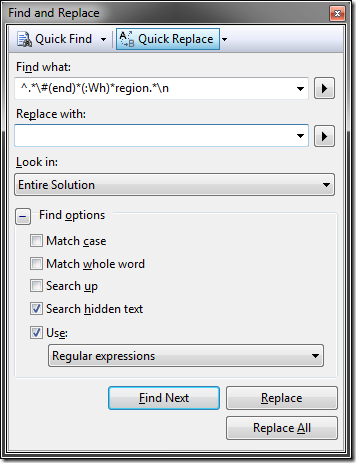 Find and Replace
Quick Find Quick Replace
Find what:
^.*\#(end)*(:Wh)*region.*\n
Replace with:
Look in:
Entire Solution
Find options
Match case
Match whole word
Search up
Search hidden text
Use:
Regular expressions
Find Next Replace
Replace All